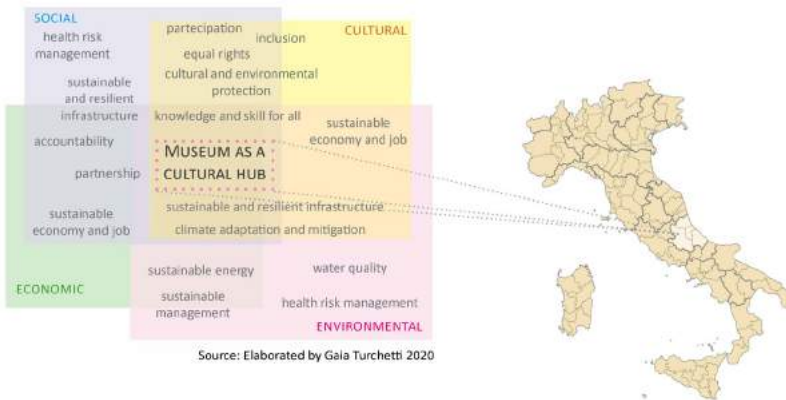 SOCIAL
health risk
management
partecipation
inclusion
CULTURAL
equal rights
cultural and environmental
protection
sustainable
and resilient
infrastructure
knowledge and skill for all
sustainable
economy and job
accountability
MUSEUM AS A
CULTURAL HUB
partnership
sustainable
economy and job
sustainable and resilient infrastructure
climate adaptation and mitigation
sustainable energy
water quality
ECONOMIC
sustainable
management
health risk management
ENVIRONMENTAL
Source: Elaborated by Gaia Turchetti 2020